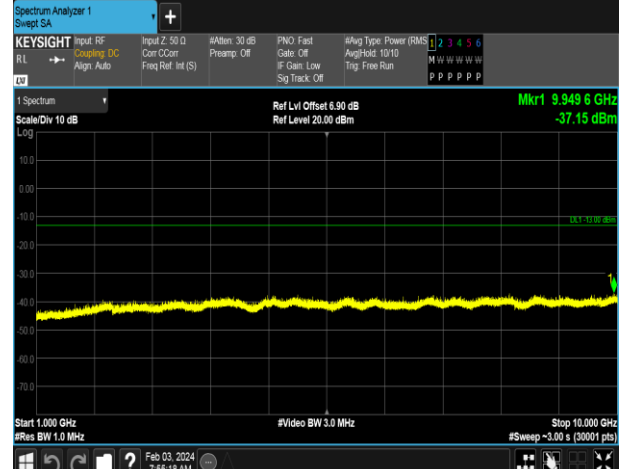 Spectrum Analyzer 1
Swept SA
KEYSIGHT
RL
LXI
Input: RF
Coupling: DC
Align: Auto
Input Z: 50 Ω
Corr CCorr
Freq Ref: Int (S)
#Atten: 30 dB
Preamp: Off
PNO: Fast
Gate: Off
IF Gain: Low
Sig Track: Off
#Avg Type: Power (RMS
Avg|Hold: 10/10
Trig: Free Run
1 2 3 4 5 6
M W W W W W
P P P P P P
1 Spectrum
Scale/Div 10 dB
Log
Ref Lvl Offset 6.90 dB
Ref Level 20.00 dBm
Mkr1 9.949 6 GHz
-37.15 dBm
10.0
0.00
-10.0
DL1 -13.00 dBm
-20.0
-30.0
1
-40.0
-50.0
-60.0
-70.0
Start 1.000 GHz
#Res BW 1.0 MHz
#Video BW 3.0 MHz
Stop 10.000 GHz
#Sweep ~3.00 s (30001 pts)
?
Feb 03, 2024
7:55:18 AM